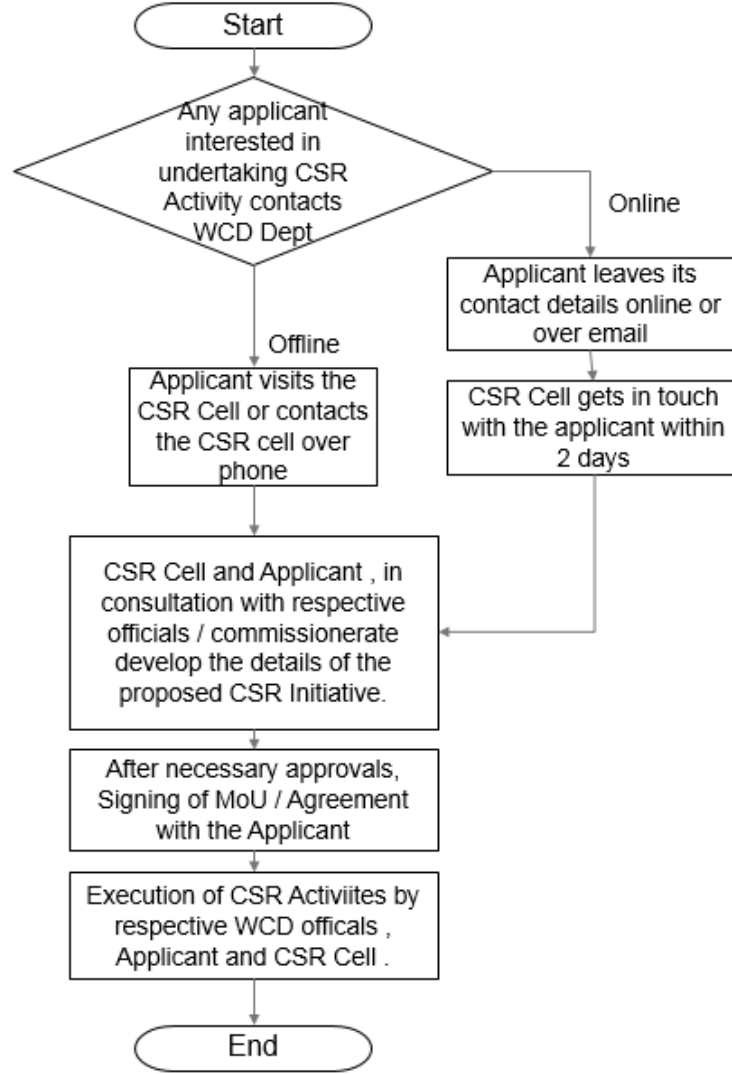 Start
Any applicant
interested in
undertaking CSR
Activity contacts
WCD Dept
Online
Applicant leaves its
contact details online or
over email
Offline
Applicant visits the
CSR Cell or contacts
the CSR cell over
phone
CSR Cell gets in touch
with the applicant within
2 days
CSR Cell and Applicant , in
consultation with respective
officials / commissionerate
develop the details of the
proposed CSR Initiative.
After necessary approvals,
Signing of MoU / Agreement
with the Applicant
Execution of CSR Activiites by
respective WCD officals ,
Applicant and CSR Cell .
End